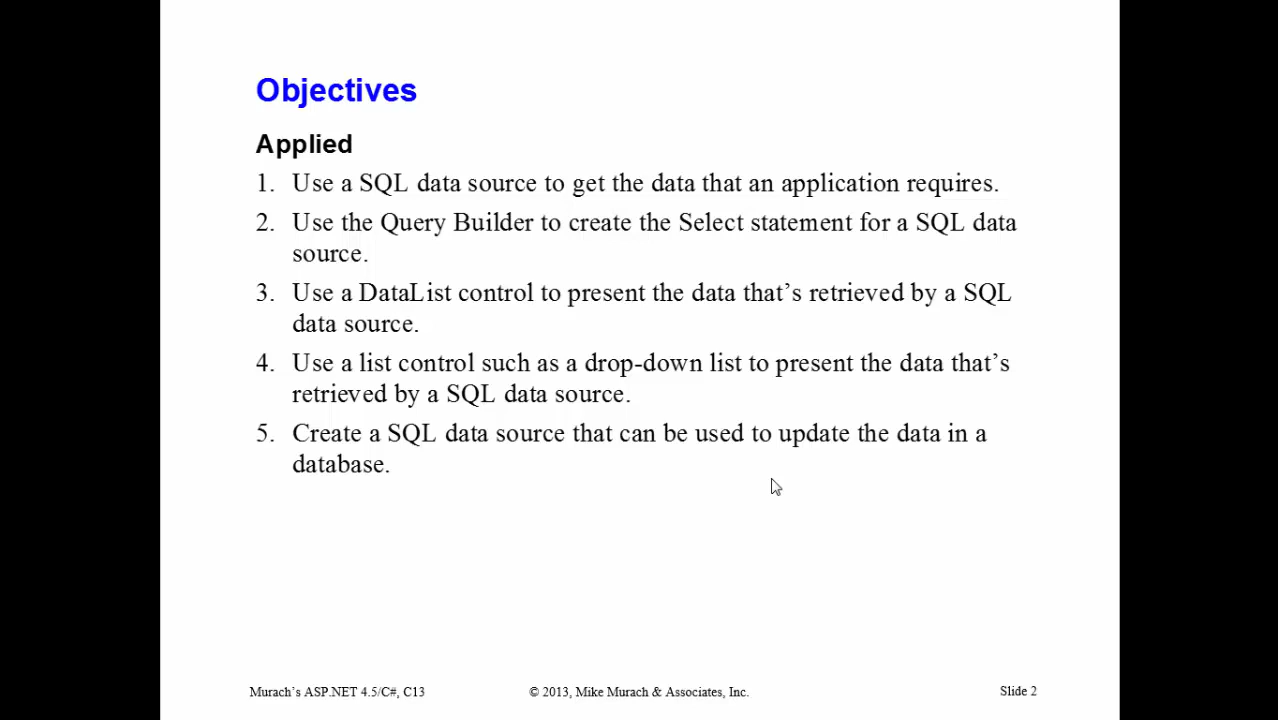 Objectives
Applied
1. Use a SQL data source to get the data that an application requires.
2. Use the Query Builder to create the Select statement for a SQL data
source.
3. Use a DataList control to present the data that’s retrieved by a SQL
data source.
4. Use a list control such as a drop-down list to present the data that’s
retrieved by a SQL data source.
5. Create a SQL data source that can be used to update the data in a
database.
Murach’s ASP.NET 4.5/C#, C13 © 2013, Mike Murach & Associates, Inc. Slide 2